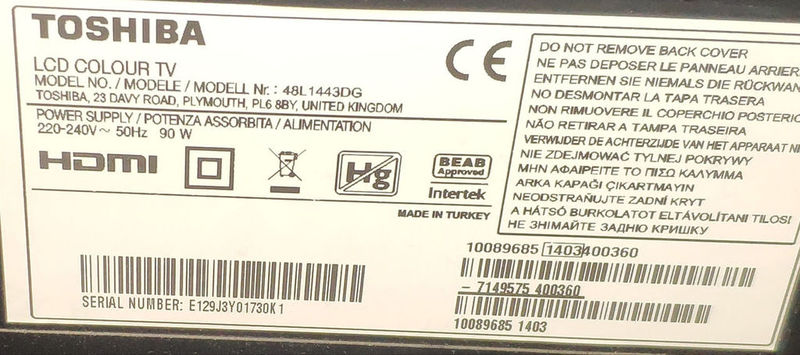 TOSHIBA
LCD COLOUR TV
MODEL NO. / MODELE / MODELL Nr. : 48L1443DG
TOSHIBA, 23 DAVY ROAD, PLYMOUTH, PL6 8BY, UNITED KINGDOM
POWER SUPPLY / POTENZA ASSORBITA / ALIMENTATION
220-240V~ 50Hz 90 W
HDMI
Hg
BEAB
Approved
Intertek
MADE IN TURKEY
CE
DO NOT REMOVE BACK COVER
NE PAS DEPOSER LE PANNEAU ARRIER
ENTFERNEN SIE NIEMALS DIE RÜCKWAN
NO DESMONTAR LA TAPA TRASERA
NON RIMUOVERE IL COPERCHIO POSTERIO
NÃO RETIRAR A TAMPA TRASEIRA
VERWIJDER DE ACHTERZIJDE VAN HET APPARAAT NI
NIE ZDEJMOWAĆ TYLNEJ POKRYWY
ΜΗΝ ΑΦΑΙΡΕΙΤΕ ΤΟ ΠΙΣΩ ΚΑΛΥΜΜΑ
ARKA KAPAĞI ÇIKARTMAYIN
NEODSTRAŇUJTE ZADNÍ KRYT
A HÁTSÓ BURKOLATOT ELTÁVOLÍTANI TILOS!
НЕ ЗНИМАЙТЕ ЗАДНЮ КРИШКУ
10089685 1403400360
- 7149575 400360
10089685 1403
SERIAL NUMBER: E129J3Y01730K1